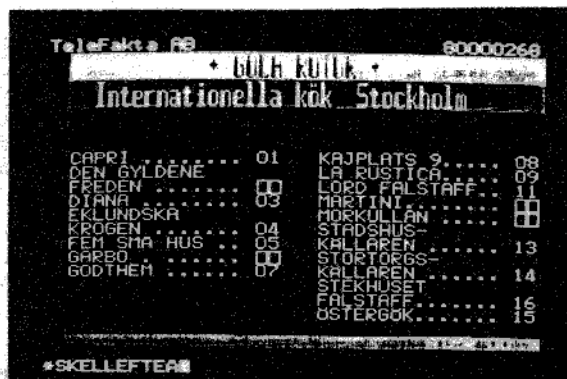 TeleFakta AB 80000268
Internationella kök Stockholm
CAPRI ........ 01
DEN GYLDENE
FREDEN .......
DIANA ........ 03
EKLUNDSKA
KROGEN ....... 04
FEM SMA HUS .. 05
GARBO . ......
GODTHEM ...... 07
KAJPLATS 9..... 08
LA RUSTICA..... 09
LORD FALSTAFF.. 11
MARTINI.......
MORKULLAN .....
STADSHUS-
KALLAREN ...... 13
STORTORGS-
KALLAREN ...... 14
STEKHUSET
FALSTAFF....... 16
ÖSTERGÖK....... 15
*SKELLEFTEA